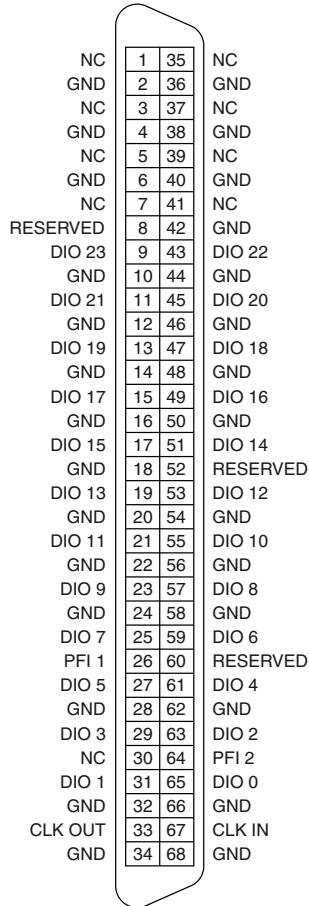 NC 1 35 NC
GND 2 36 GND
NC 3 37 NC
GND 4 38 GND
NC 5 39 NC
GND 6 40 GND
NC 7 41 NC
RESERVED 8 42 GND
DIO 23 9 43 DIO 22
GND 10 44 GND
DIO 21 11 45 DIO 20
GND 12 46 GND
DIO 19 13 47 DIO 18
GND 14 48 GND
DIO 17 15 49 DIO 16
GND 16 50 GND
DIO 15 17 51 DIO 14
GND 18 52 RESERVED
DIO 13 19 53 DIO 12
GND 20 54 GND
DIO 11 21 55 DIO 10
GND 22 56 GND
DIO 9 23 57 DIO 8
GND 24 58 GND
DIO 7 25 59 DIO 6
PFI 1 26 60 RESERVED
DIO 5 27 61 DIO 4
GND 28 62 GND
DIO 3 29 63 DIO 2
NC 30 64 PFI 2
DIO 1 31 65 DIO 0
GND 32 66 GND
CLK OUT 33 67 CLK IN
GND 34 68 GND